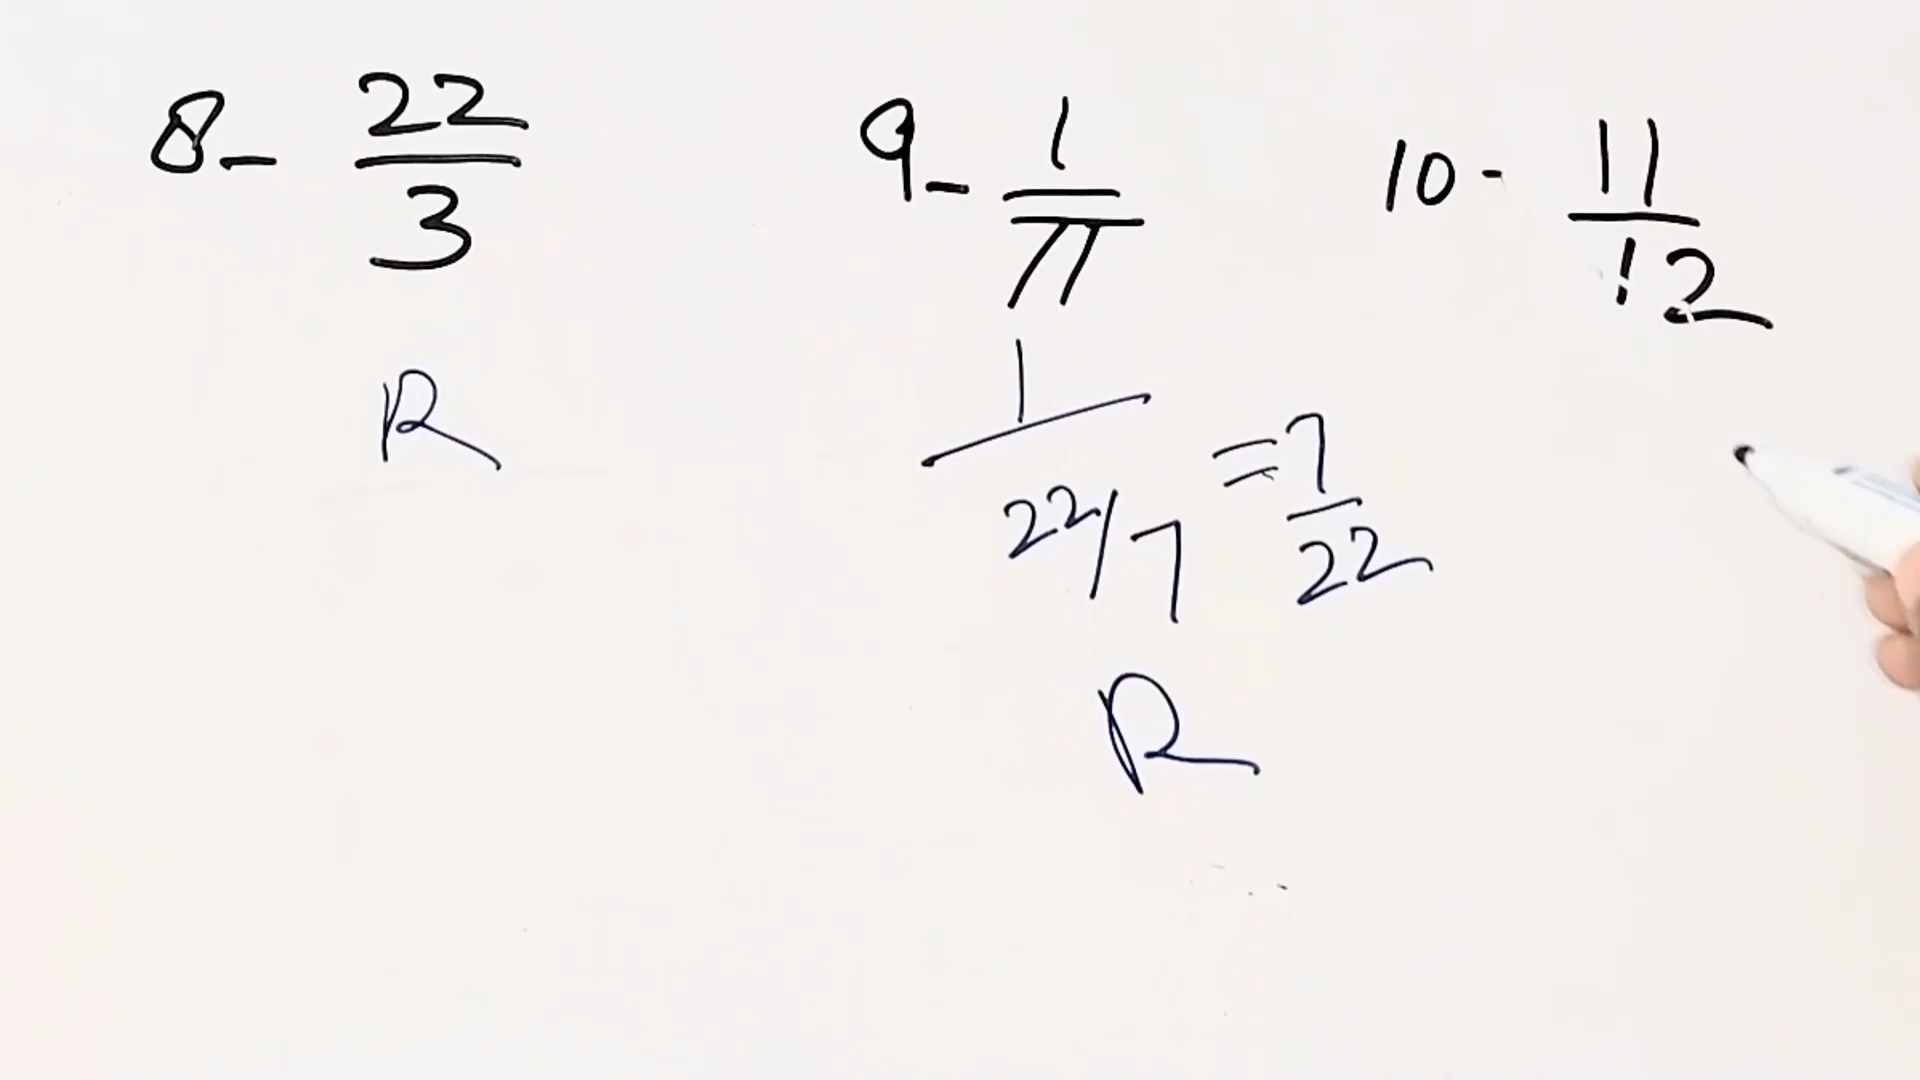 8- 22/3
R
9- 1/π
1/(22/7) = 7/22
R
10- 11/12